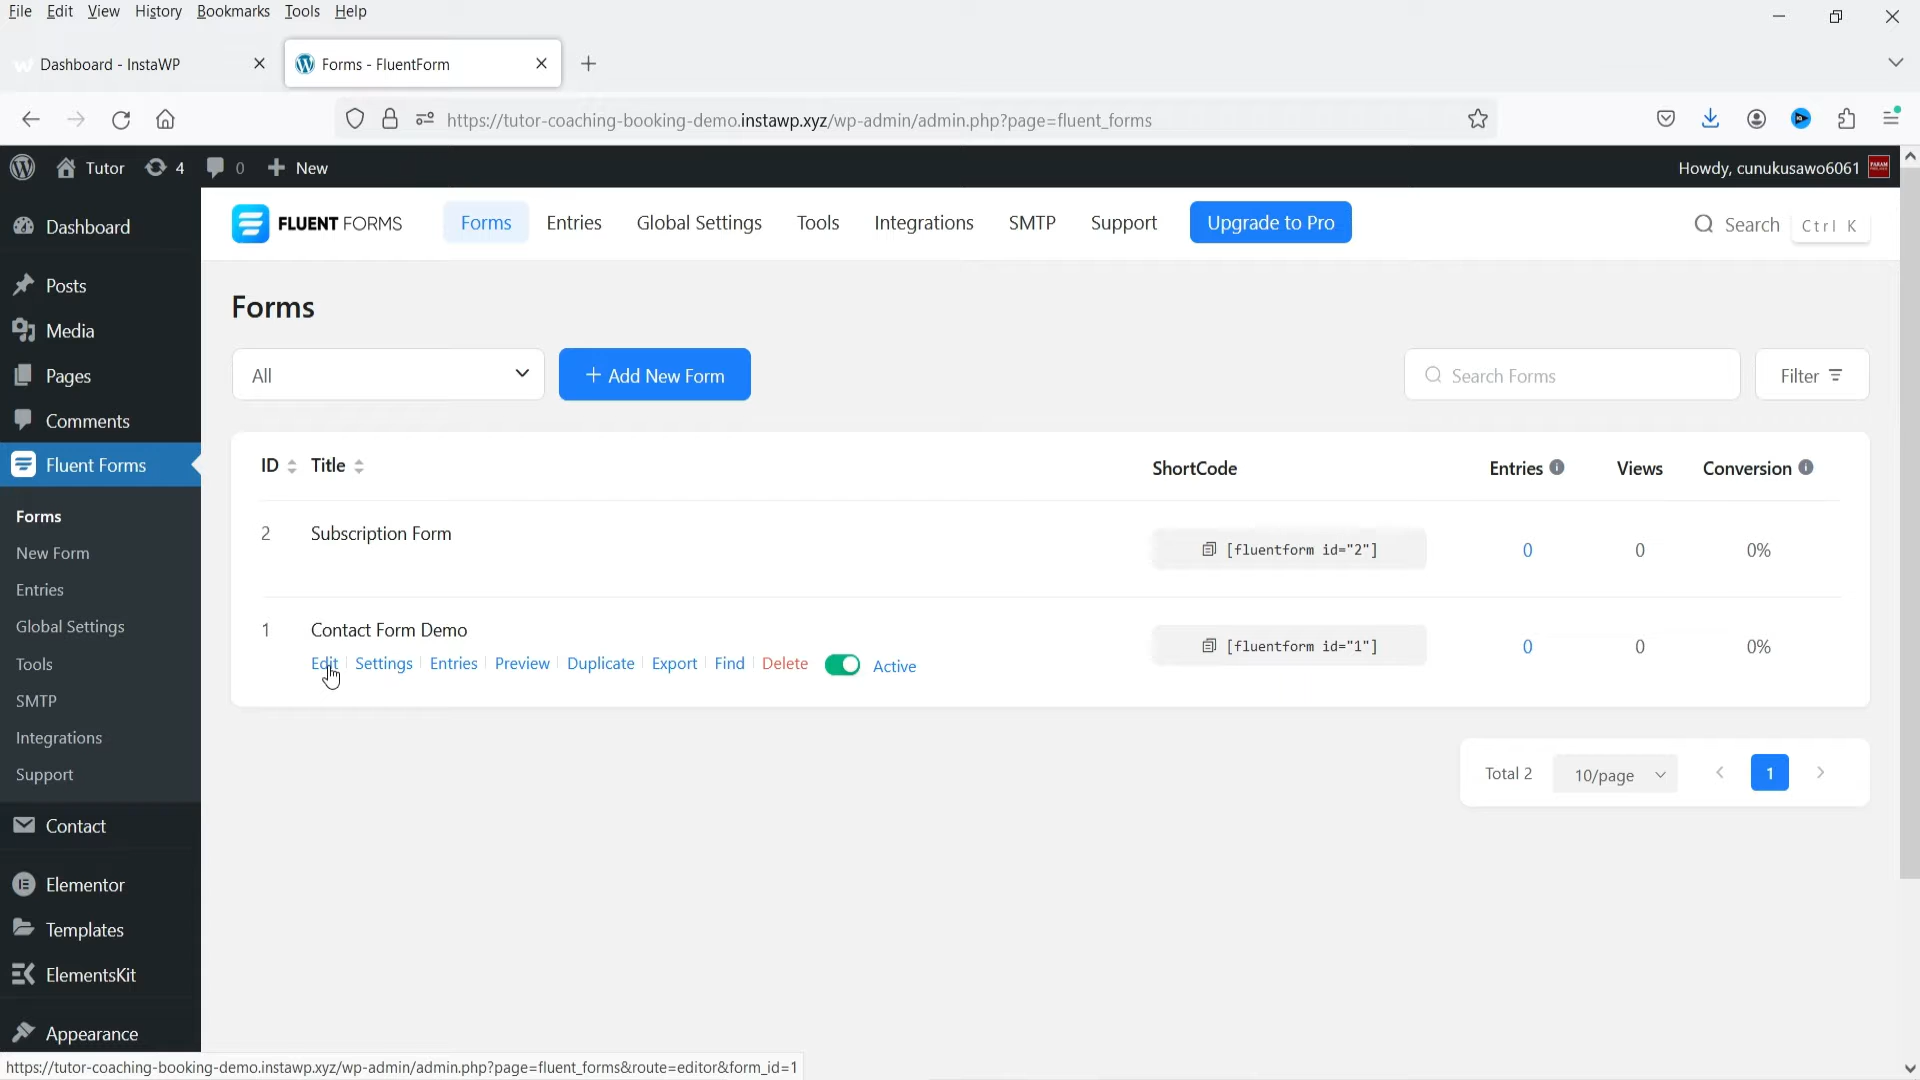 File Edit View History Bookmarks Tools Help
Dashboard - InstaWP
Forms - FluentForm
https://tutor-coaching-booking-demo.instawp.xyz/wp-admin/admin.php?page=fluent_forms
Tutor 4 0 New
Howdy, cunukusawo6061
Dashboard
Posts
Media
Pages
Comments
Fluent Forms
Forms
New Form
Entries
Global Settings
Tools
SMTP
Integrations
Support
Contact
Elementor
Templates
ElementsKit
Appearance
FLUENT FORMS
Forms Entries Global Settings Tools Integrations SMTP Support Upgrade to Pro
Search Ctrl K
Forms
All
+ Add New Form
Search Forms
Filter
ID Title ShortCode Entries Views Conversion
2 Subscription Form [fluentform id="2"] 0 0 0%
1 Contact Form Demo [fluentform id="1"] 0 0 0%
Edit Settings Entries Preview Duplicate Export Find Delete Active
Total 2 10/page 1
https://tutor-coaching-booking-demo.instawp.xyz/wp-admin/admin.php?page=fluent_forms&route=editor&form_id=1